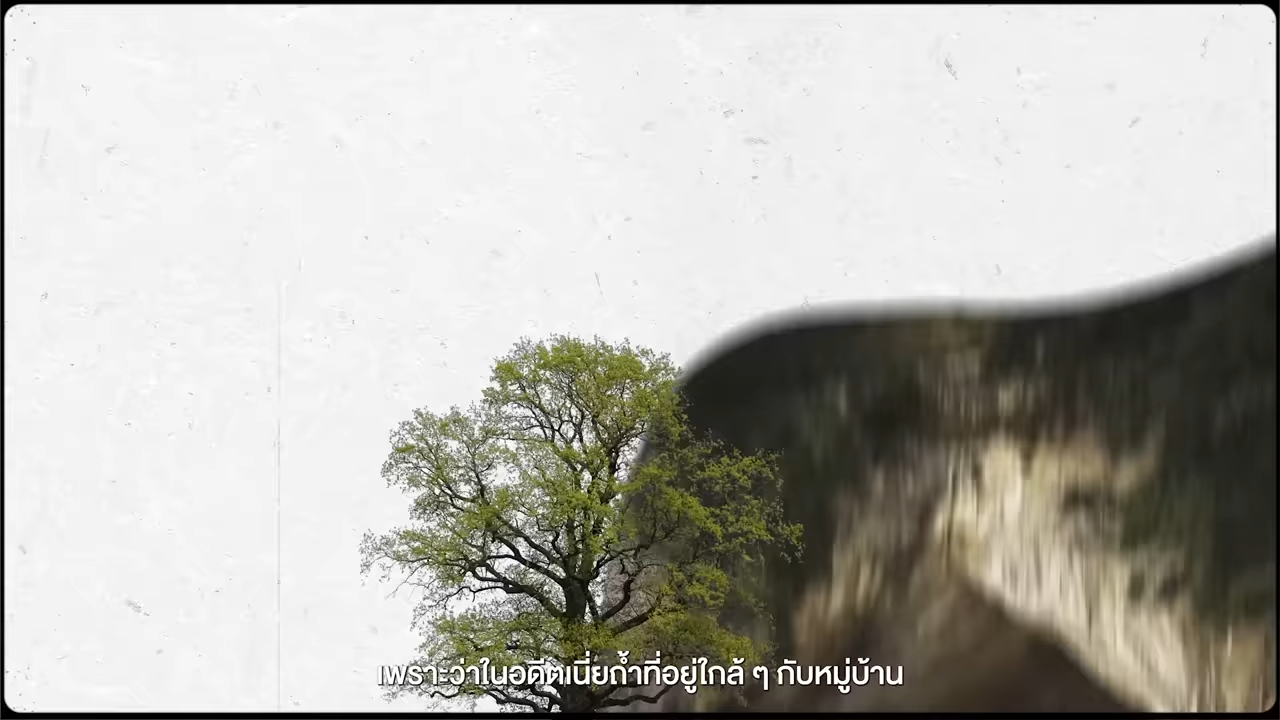 เพราะว่าในอดีตเนี่ยถ้ำที่อยู่ใกล้ ๆ กับหมู่บ้าน